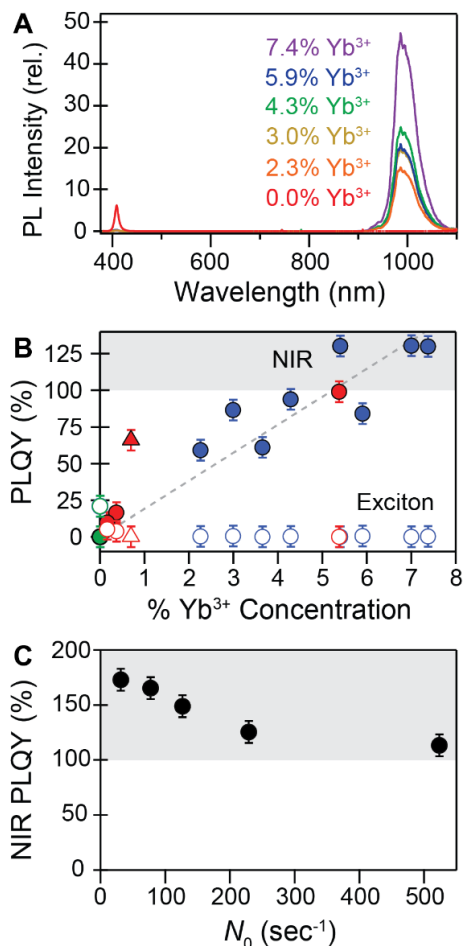 A
50
40
30
20
10
0
PL Intensity (rel.)
7.4% Yb³⁺
5.9% Yb³⁺
4.3% Yb³⁺
3.0% Yb³⁺
2.3% Yb³⁺
0.0% Yb³⁺
400 600 800 1000
Wavelength (nm)
B
125
100
75
50
25
0
PLQY (%)
NIR
Exciton
0 1 2 3 4 5 6 7 8
% Yb³⁺ Concentration
C
200
150
100
50
0
NIR PLQY (%)
0 100 200 300 400 500
N₀ (sec⁻¹)